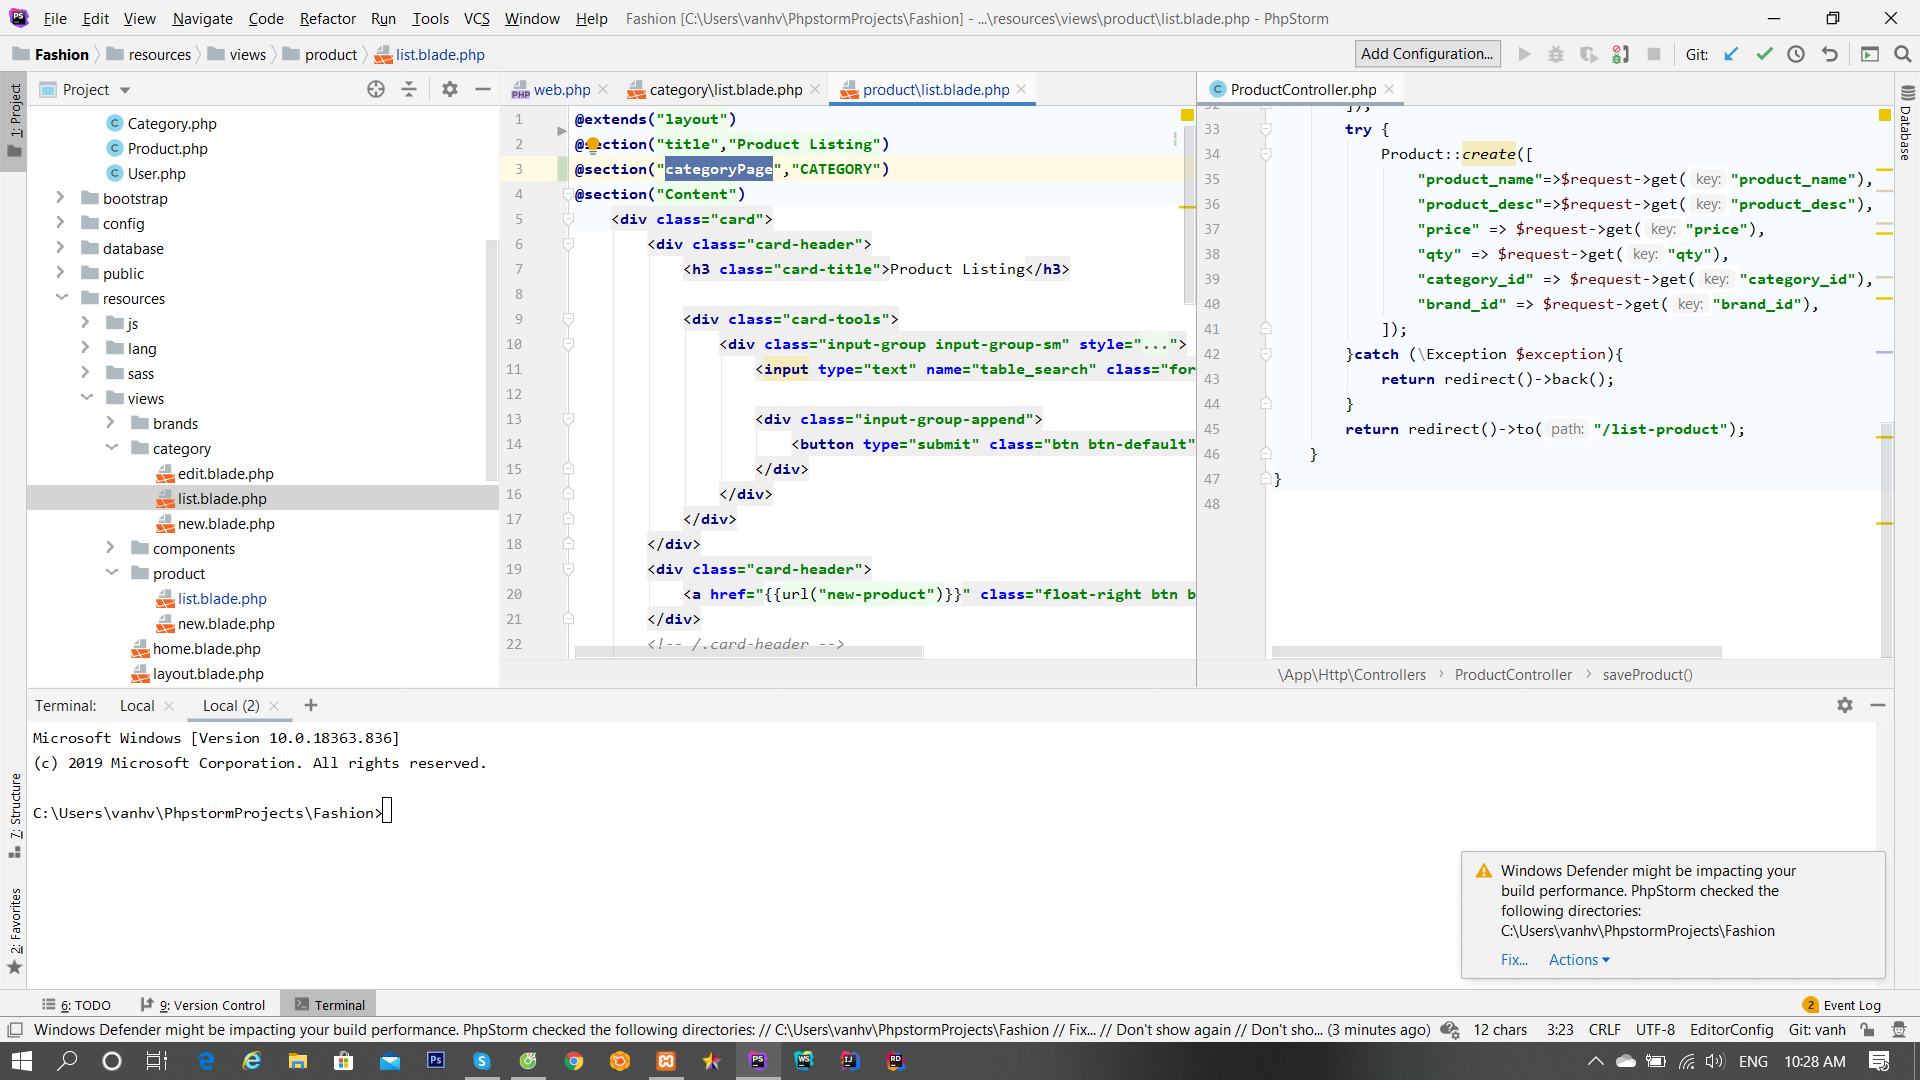 File Edit View Navigate Code Refactor Run Tools VCS Window Help Fashion [C:\Users\vanhv\PhpstormProjects\Fashion] - ...\resources\views\product\list.blade.php - PhpStorm
Fashion resources views product list.blade.php Add Configuration... Git:
1: Project
Project
Category.php
Product.php
User.php
bootstrap
config
database
public
resources
js
lang
sass
views
brands
category
edit.blade.php
list.blade.php
new.blade.php
components
product
list.blade.php
new.blade.php
home.blade.php
layout.blade.php
web.php category\list.blade.php product\list.blade.php
1 @extends("layout")
2 @section("title","Product Listing")
3 @section("categoryPage","CATEGORY")
4 @section("Content")
5 <div class="card">
6 <div class="card-header">
7 <h3 class="card-title">Product Listing</h3>
8
9 <div class="card-tools">
10 <div class="input-group input-group-sm" style="...">
11 <input type="text" name="table_search" class="for
12
13 <div class="input-group-append">
14 <button type="submit" class="btn btn-default"
15 </div>
16 </div>
17 </div>
18 </div>
19 <div class="card-header">
20 <a href="{{url("new-product")}}" class="float-right btn b
21 </div>
22 <!-- /.card-header -->
ProductController.php
32 ]);
33 try {
34 Product::create([
35 "product_name"=>$request->get( key: "product_name"),
36 "product_desc"=>$request->get( key: "product_desc"),
37 "price" => $request->get( key: "price"),
38 "qty" => $request->get( key: "qty"),
39 "category_id" => $request->get( key: "category_id"),
40 "brand_id" => $request->get( key: "brand_id"),
41 ]);
42 }catch (\Exception $exception){
43 return redirect()->back();
44 }
45 return redirect()->to( path: "/list-product");
46 }
47 }
48
\App\Http\Controllers › ProductController › saveProduct()
Database
Terminal: Local Local (2)
Microsoft Windows [Version 10.0.18363.836]
(c) 2019 Microsoft Corporation. All rights reserved.
C:\Users\vanhv\PhpstormProjects\Fashion>
7: Structure
2: Favorites
Windows Defender might be impacting your
build performance. PhpStorm checked the
following directories:
C:\Users\vanhv\PhpstormProjects\Fashion
Fix... Actions
6: TODO 9: Version Control Terminal 2 Event Log
Windows Defender might be impacting your build performance. PhpStorm checked the following directories: // C:\Users\vanhv\PhpstormProjects\Fashion // Fix... // Don't show again // Don't sho... (3 minutes ago) 12 chars 3:23 CRLF UTF-8 EditorConfig Git: vanh
ENG 10:28 AM